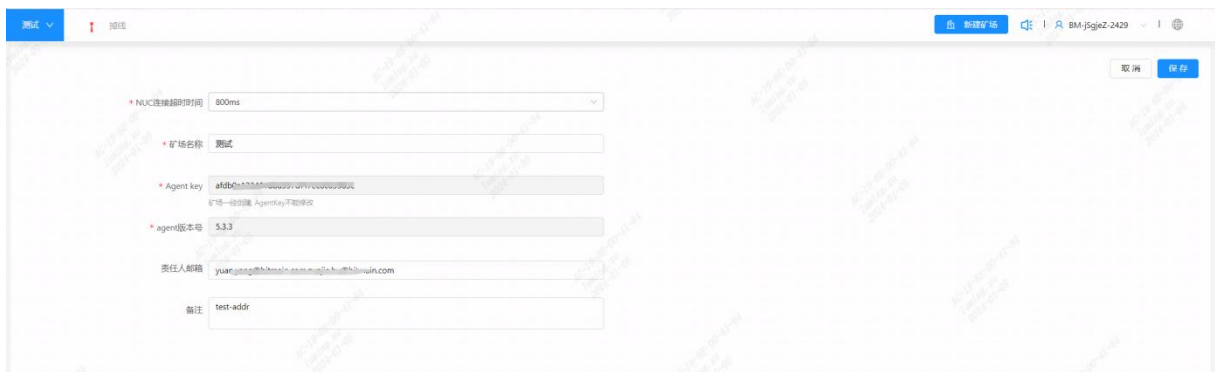 测试
掉线
新建矿场
BM-jSgjeZ-2429
取消 保存
* NUC连接超时时间 800ms
* 矿场名称 测试
* Agent key
矿场一经创建, AgentKey不能修改
* agent版本号 5.3.3
责任人邮箱
备注 test-addr